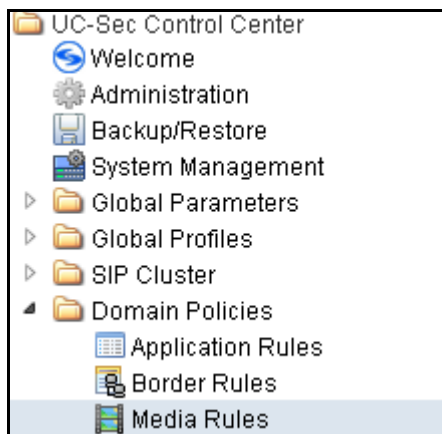 UC-Sec Control Center
Welcome
Administration
Backup/Restore
System Management
Global Parameters
Global Profiles
SIP Cluster
Domain Policies
Application Rules
Border Rules
Media Rules